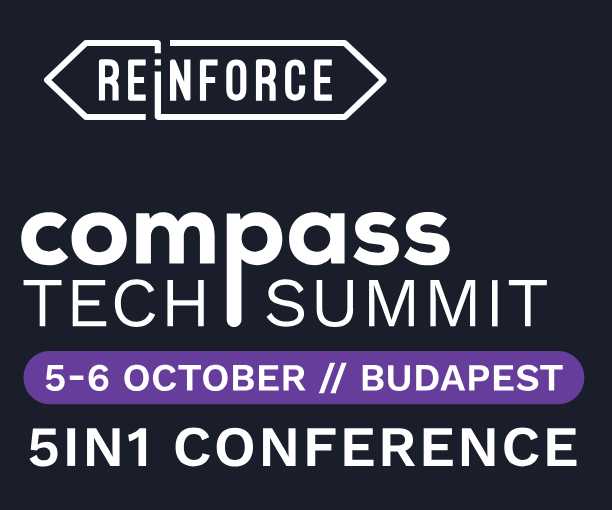 REiNFORCE
compass
TECH SUMMIT
5-6 OCTOBER // BUDAPEST
5IN1 CONFERENCE